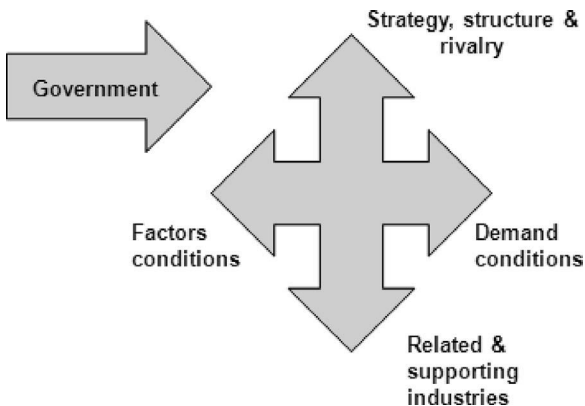 Strategy, structure &
rivalry
Government
Factors
conditions
Demand
conditions
Related &
supporting
industries